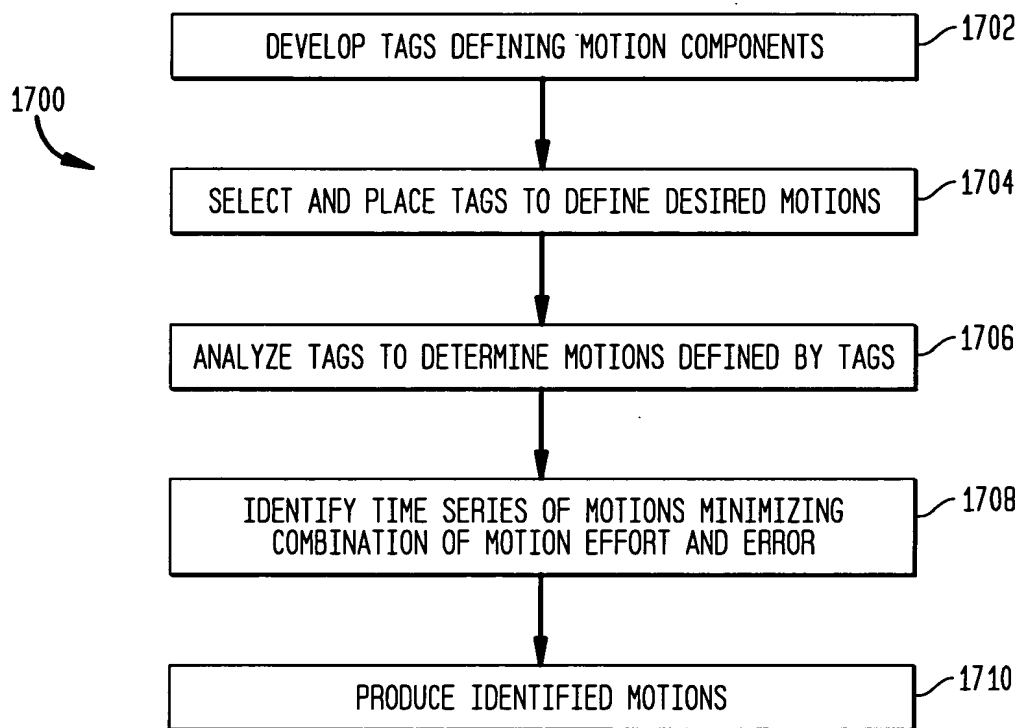 DEVELOP TAGS DEFINING MOTION COMPONENTS
1702
1700
SELECT AND PLACE TAGS TO DEFINE DESIRED MOTIONS
1704
ANALYZE TAGS TO DETERMINE MOTIONS DEFINED BY TAGS
1706
IDENTIFY TIME SERIES OF MOTIONS MINIMIZING
COMBINATION OF MOTION EFFORT AND ERROR
1708
PRODUCE IDENTIFIED MOTIONS
1710